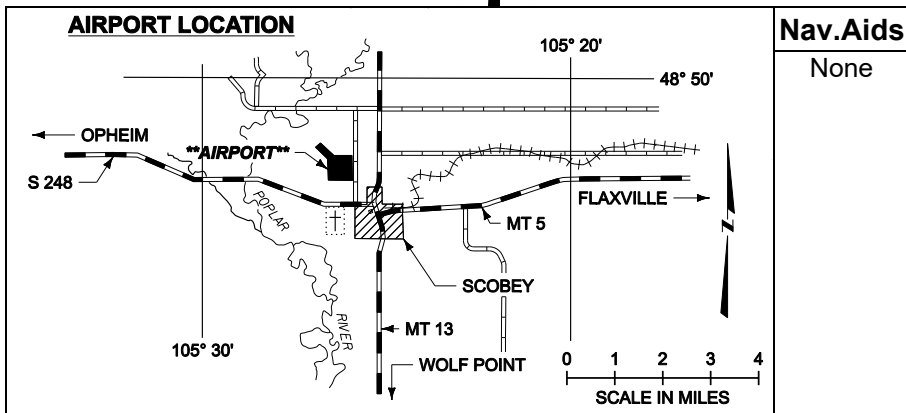 AIRPORT LOCATION
Nav.Aids
None
105° 20'
48° 50'
OPHEIM
**AIRPORT**
S 248
FLAXVILLE
POPLAR
RIVER
MT 5
N
SCOBEY
105° 30'
MT 13
WOLF POINT
0 1 2 3 4
SCALE IN MILES